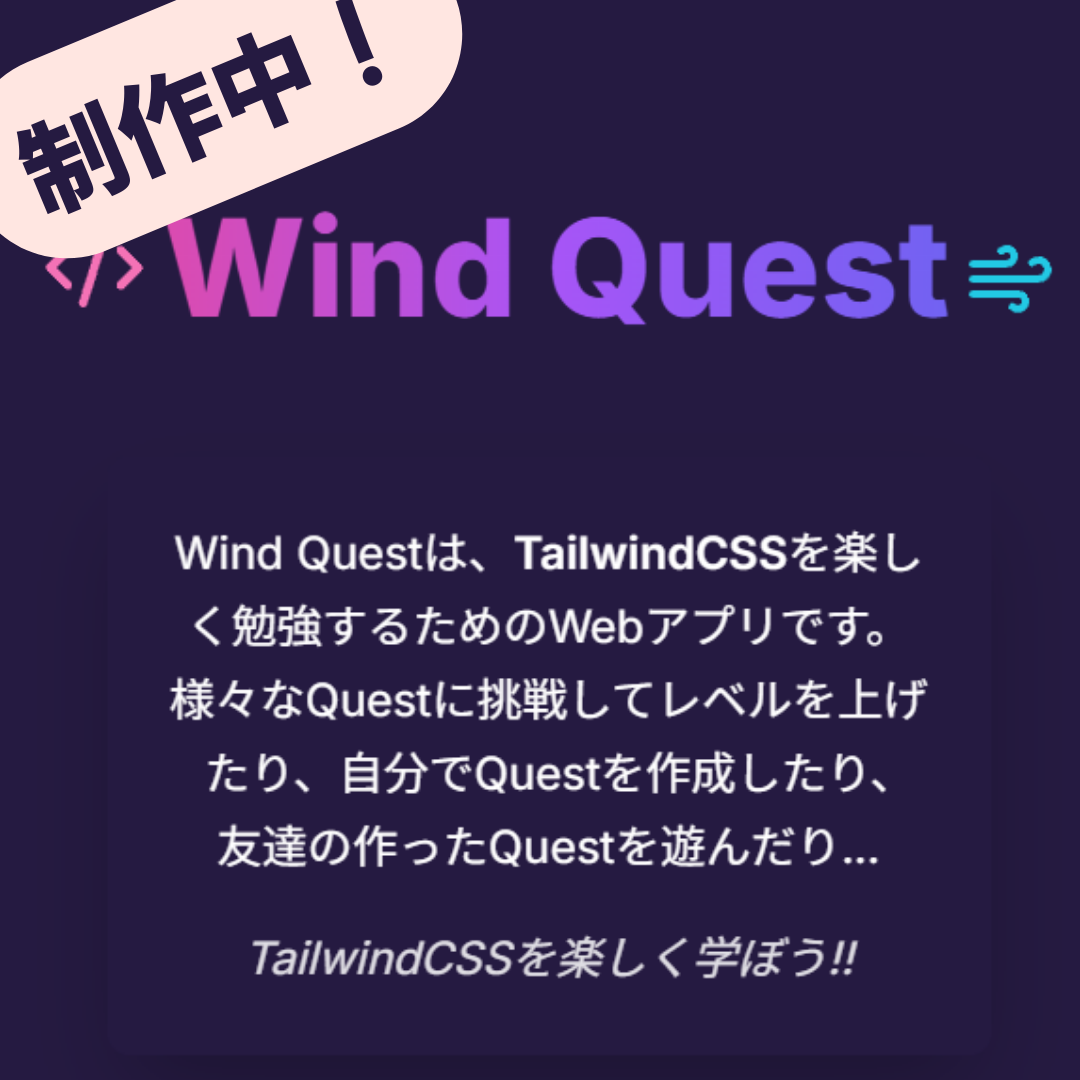 制作中！
</> Wind Quest
Wind Questは、TailwindCSSを楽し
く勉強するためのWebアプリです。
様々なQuestに挑戦してレベルを上げ
たり、自分でQuestを作成したり、
友達の作ったQuestを遊んだり...
TailwindCSSを楽しく学ぼう!!